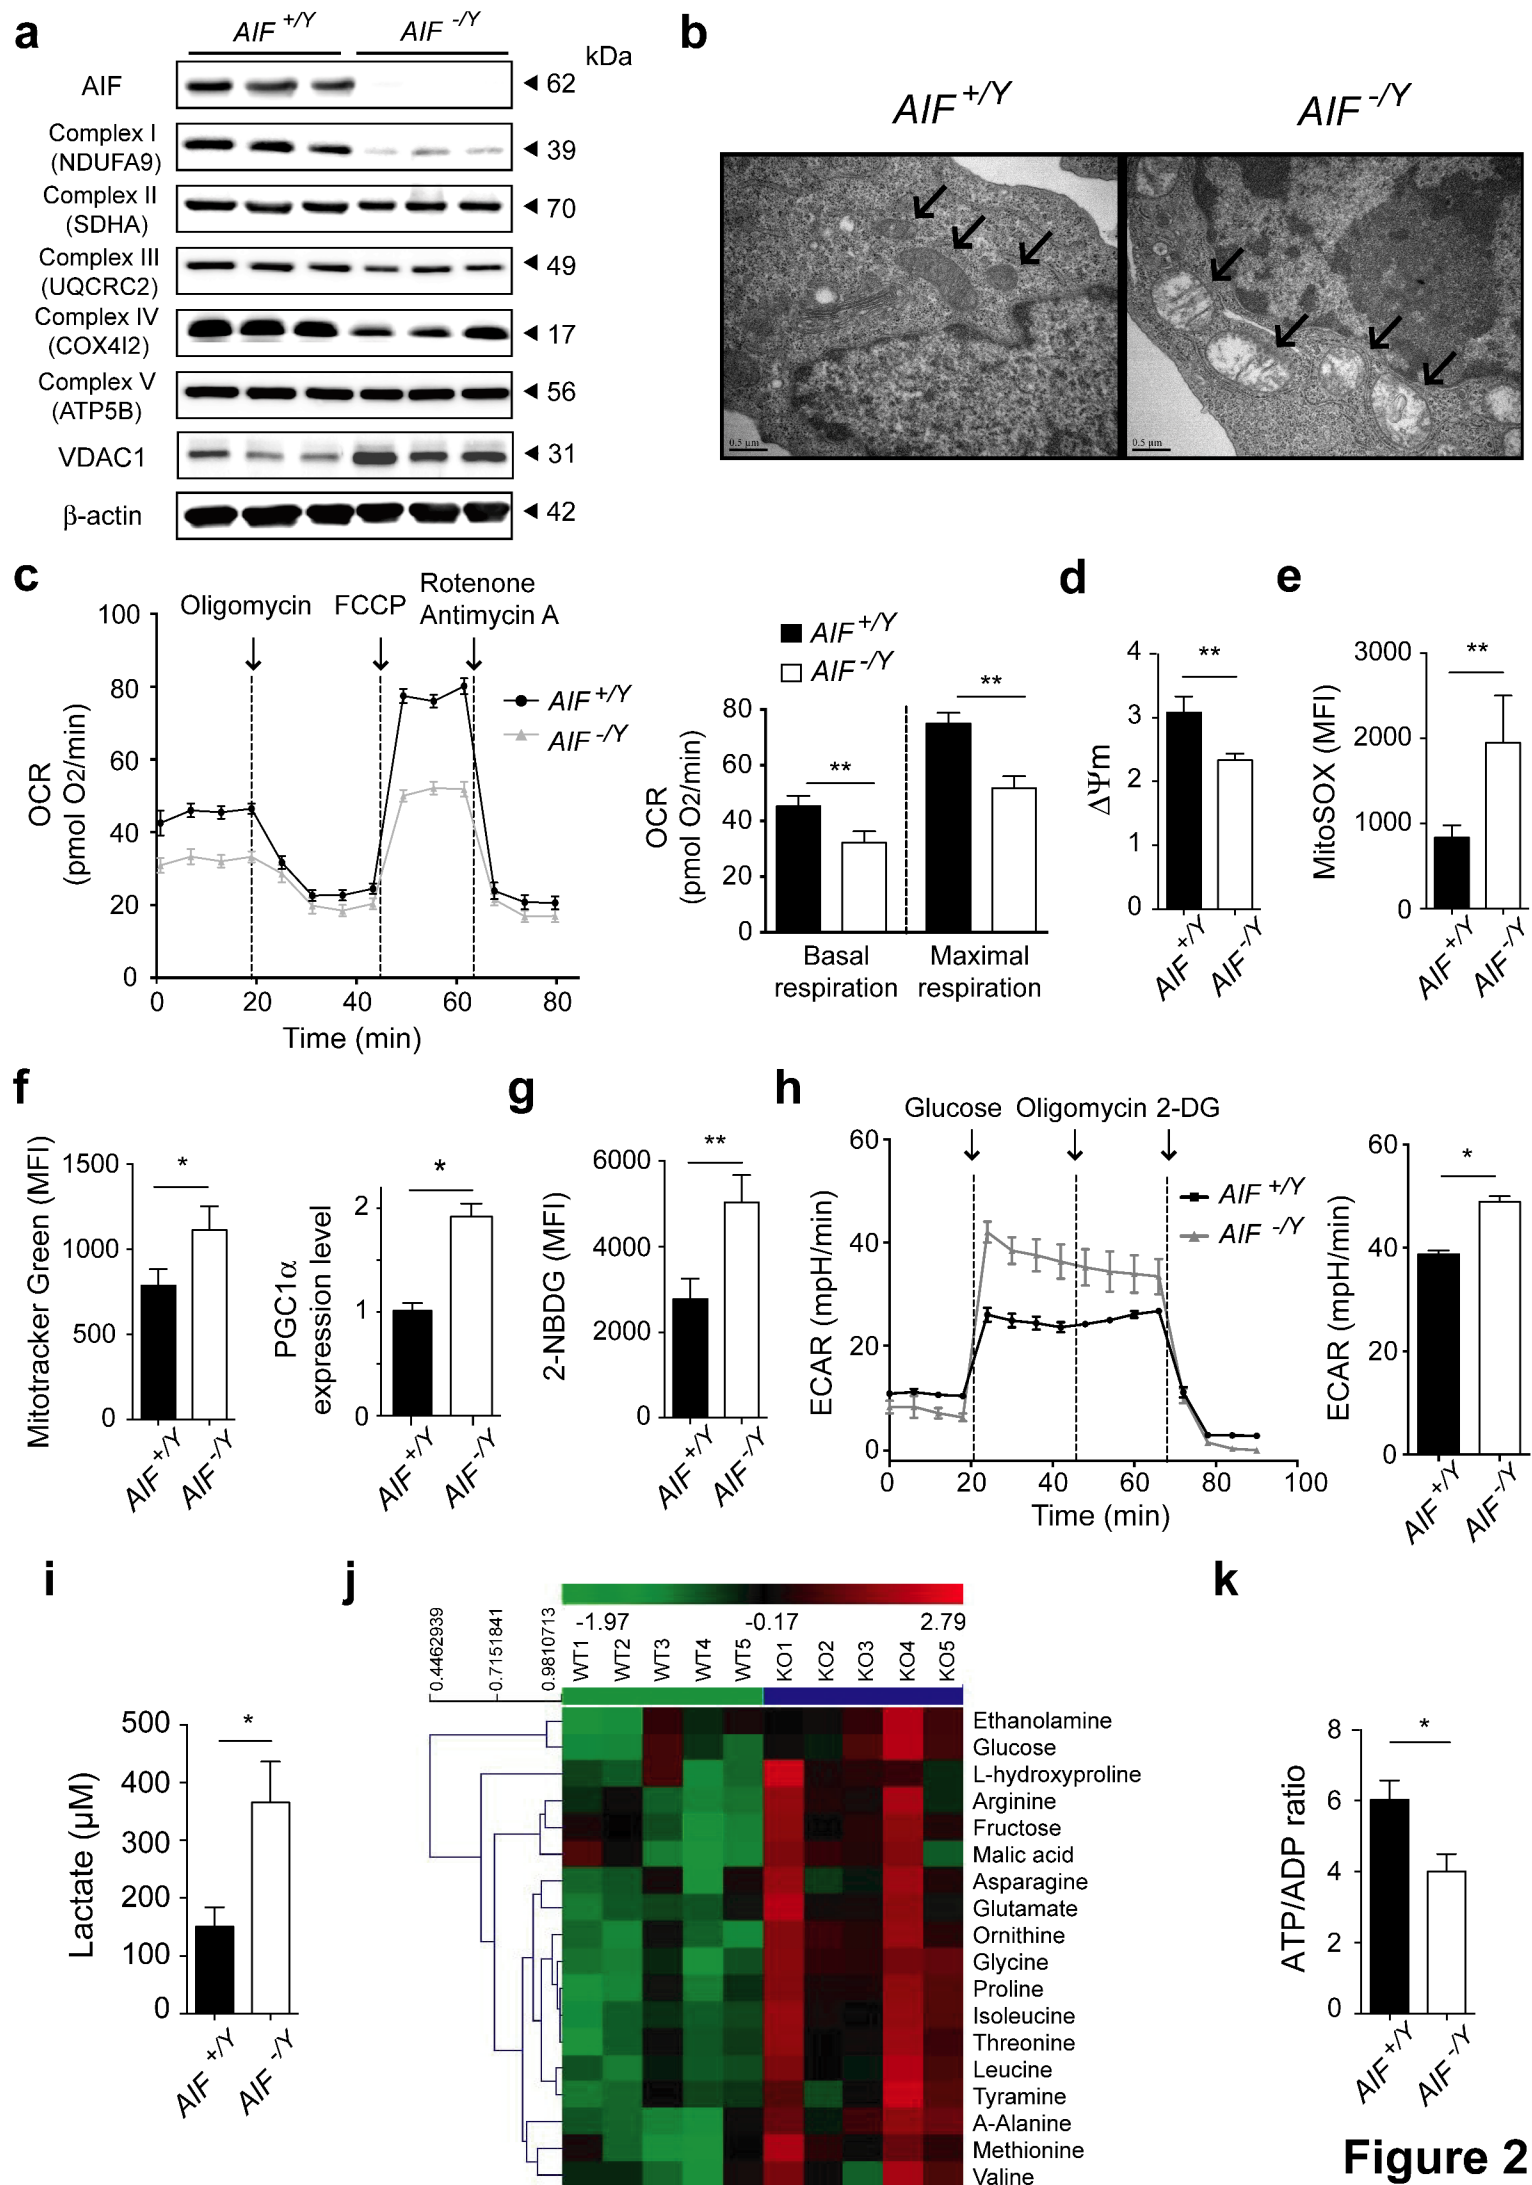 a
AIF +/Y
AIF -/Y
kDa
AIF
62
Complex I
(NDUFA9)
39
Complex II
(SDHA)
70
Complex III
(UQCRC2)
49
Complex IV
(COX4I2)
17
Complex V
(ATP5B)
56
VDAC1
31
β-actin
42
b
AIF +/Y
AIF -/Y
0.5 µm
0.5 µm
c
Oligomycin
FCCP
Rotenone
Antimycin A
100
80
60
40
20
0
OCR
(pmol O2/min)
0 20 40 60 80
Time (min)
AIF +/Y
AIF -/Y
AIF +/Y
AIF -/Y
80
60
40
20
0
OCR
(pmol O2/min)
**
**
Basal
respiration
Maximal
respiration
d
4
3
2
1
0
ΔΨm
**
AIF +/Y
AIF -/Y
e
3000
2000
1000
0
MitoSOX (MFI)
**
AIF +/Y
AIF -/Y
f
1500
1000
500
0
Mitotracker Green (MFI)
*
AIF +/Y
AIF -/Y
2
1
0
PGC1α
expression level
*
AIF +/Y
AIF -/Y
g
6000
4000
2000
0
2-NBDG (MFI)
**
AIF +/Y
AIF -/Y
h
Glucose Oligomycin 2-DG
60
40
20
0
ECAR (mpH/min)
0 20 40 60 80 100
Time (min)
AIF +/Y
AIF -/Y
60
40
20
0
ECAR (mpH/min)
*
AIF +/Y
AIF -/Y
i
500
400
300
200
100
0
Lactate (µM)
*
AIF +/Y
AIF -/Y
j
-1.97 -0.17 2.79
0.4462939
0.7151841
0.9810713
WT1 WT2 WT3 WT4 WT5 KO1 KO2 KO3 KO4 KO5
Ethanolamine
Glucose
L-hydroxyproline
Arginine
Fructose
Malic acid
Asparagine
Glutamate
Ornithine
Glycine
Proline
Isoleucine
Threonine
Leucine
Tyramine
A-Alanine
Methionine
Valine
k
8
6
4
2
0
ATP/ADP ratio
*
AIF +/Y
AIF -/Y
Figure 2